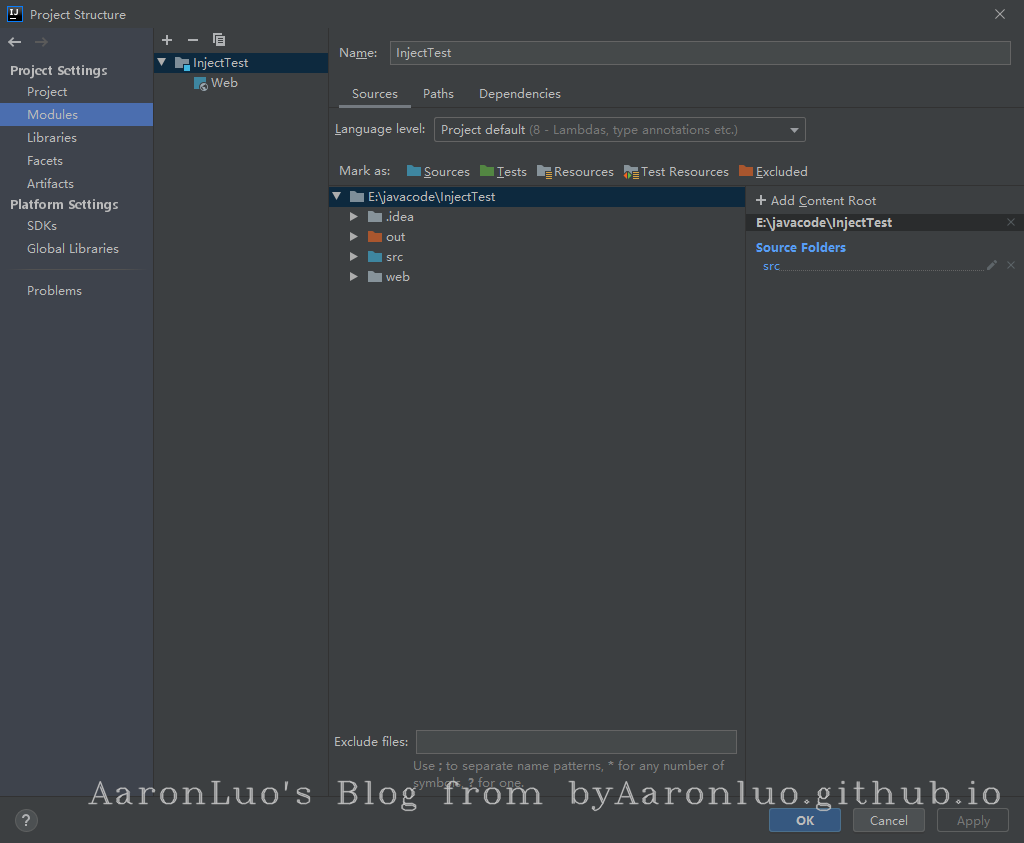 IJ Project Structure
Project Settings
Project
Modules
Libraries
Facets
Artifacts
Platform Settings
SDKs
Global Libraries
Problems
InjectTest
Web
Name: InjectTest
Sources Paths Dependencies
Language level: Project default (8 - Lambdas, type annotations etc.)
Mark as: Sources Tests Resources Test Resources Excluded
E:\javacode\InjectTest
.idea
out
src
web
+ Add Content Root
E:\javacode\InjectTest
Source Folders
src
Exclude files:
Use ; to separate name patterns, * for any number of
symbols, ? for one.
AaronLuo's Blog from byAaronluo.github.io
? OK Cancel Apply